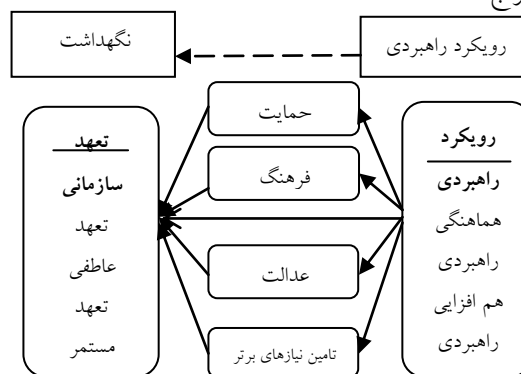 رج
رویکرد راهبردی
نگهداشت
رویکرد
راهبردی
هماهنگی
راهبردی
هم افزایی
راهبردی
حمایت
فرهنگ
عدالت
تامین نیازهای برتر
تعهد
سازمانی
تعهد
عاطفی
تعهد
مستمر